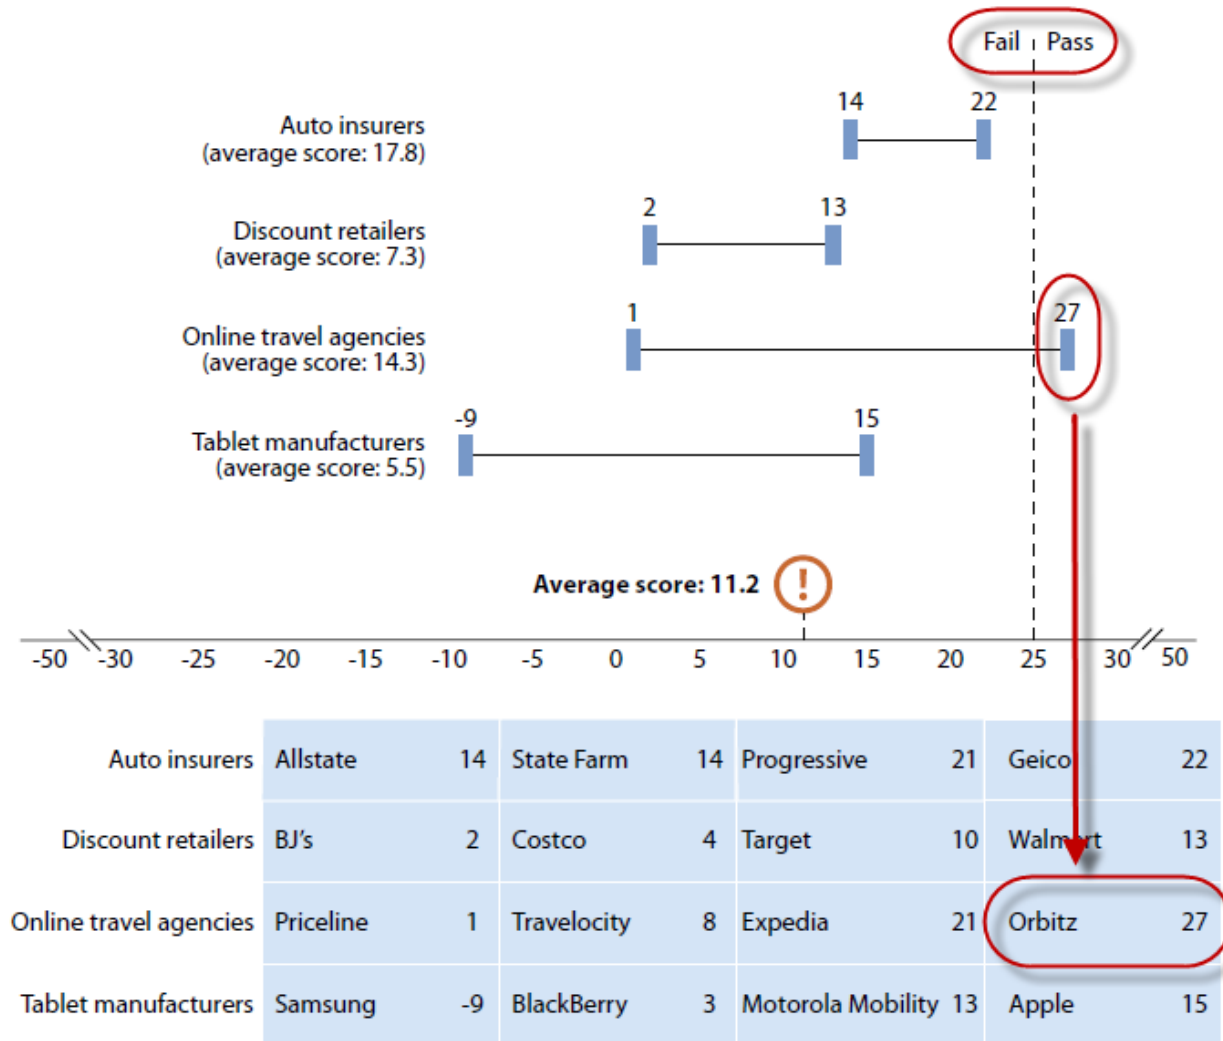 Fail Pass
14 22
Auto insurers
(average score: 17.8)
2 13
Discount retailers
(average score: 7.3)
1 27
Online travel agencies
(average score: 14.3)
-9 15
Tablet manufacturers
(average score: 5.5)
Average score: 11.2 !
-50 -30 -25 -20 -15 -10 -5 0 5 10 15 20 25 30 50
Auto insurers Allstate 14 State Farm 14 Progressive 21 Geico 22
Discount retailers BJ's 2 Costco 4 Target 10 Walmart 13
Online travel agencies Priceline 1 Travelocity 8 Expedia 21 Orbitz 27
Tablet manufacturers Samsung -9 BlackBerry 3 Motorola Mobility 13 Apple 15